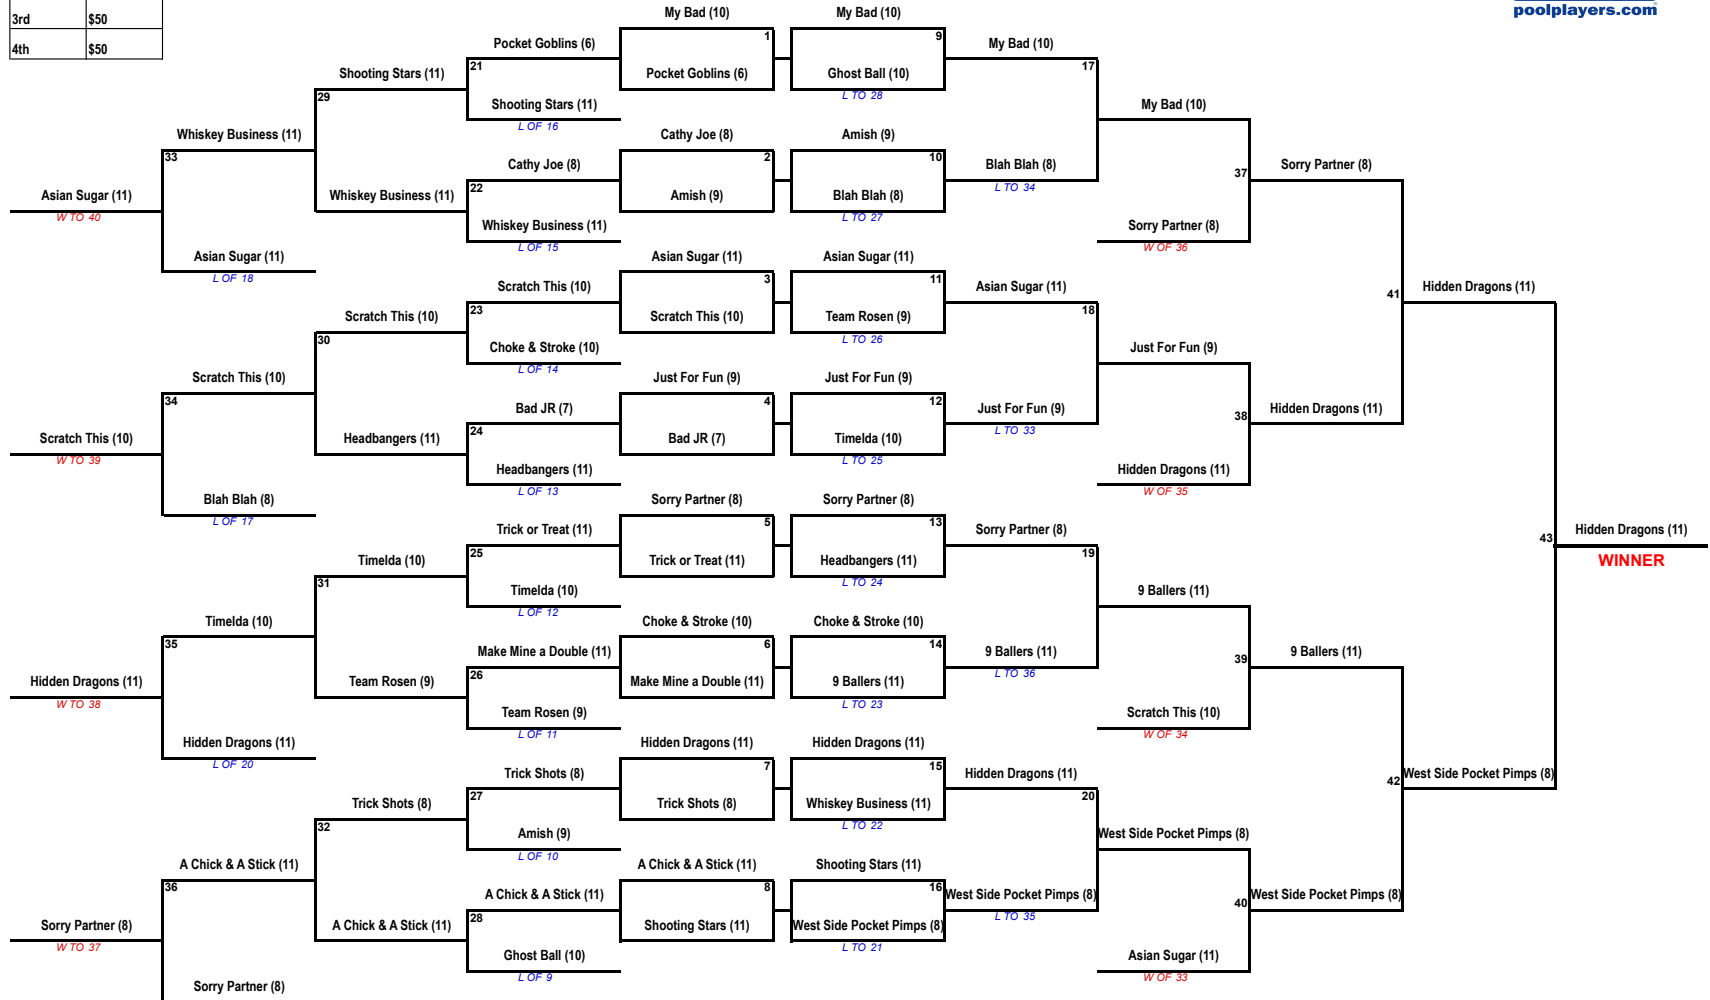 My Bad (10) My Bad (10) poolplayers.com
3rd $50
4th $50
Pocket Goblins (6) 1 9 My Bad (10)
Shooting Stars (11) 21 Pocket Goblins (6) Ghost Ball (10) 17
29 Shooting Stars (11) L TO 28 My Bad (10)
L OF 16
Whiskey Business (11) Cathy Joe (8) Amish (9)
33 Cathy Joe (8) 2 10 Blah Blah (8) Sorry Partner (8)
22 37
L TO 34
Asian Sugar (11) Whiskey Business (11) Amish (9) Blah Blah (8)
W TO 40 Whiskey Business (11) L TO 27 Sorry Partner (8)
L OF 15 W OF 36
Asian Sugar (11) Asian Sugar (11) Asian Sugar (11)
L OF 18 Scratch This (10) 3 11 Asian Sugar (11) 41 Hidden Dragons (11)
Scratch This (10) 23 Scratch This (10) Team Rosen (9) 18
30 Choke & Stroke (10) L TO 26 Just For Fun (9)
L OF 14
Scratch This (10) Just For Fun (9) Just For Fun (9)
34 Bad JR (7) 4 12 Just For Fun (9) Hidden Dragons (11)
24 38
L TO 33
Scratch This (10) Headbangers (11) Bad JR (7) Timelda (10)
W TO 39 Headbangers (11) L TO 25 Hidden Dragons (11)
L OF 13 W OF 35
Blah Blah (8) Sorry Partner (8) Sorry Partner (8)
L OF 17 Trick or Treat (11) 5 13 Sorry Partner (8) 43 Hidden Dragons (11)
Timelda (10) 25 Trick or Treat (11) Headbangers (11) 19 WINNER
31 Timelda (10) L TO 24 9 Ballers (11)
L OF 12
Timelda (10) Choke & Stroke (10) Choke & Stroke (10)
35 Make Mine a Double (11) 6 14 9 Ballers (11) 9 Ballers (11)
26 39
L TO 36
Hidden Dragons (11) Team Rosen (9) Make Mine a Double (11) 9 Ballers (11)
W TO 38 Team Rosen (9) L TO 23 Scratch This (10)
L OF 11 W OF 34
Hidden Dragons (11) Hidden Dragons (11) Hidden Dragons (11)
L OF 20 Trick Shots (8) 7 15 Hidden Dragons (11) 42 West Side Pocket Pimps (8)
Trick Shots (8) 27 Trick Shots (8) Whiskey Business (11) 20
32 Amish (9) L TO 22 West Side Pocket Pimps (8)
L OF 10
A Chick & A Stick (11) A Chick & A Stick (11) Shooting Stars (11)
36 A Chick & A Stick (11) 8 16 West Side Pocket Pimps (8) West Side Pocket Pimps (8)
28 40
L TO 35
Sorry Partner (8) A Chick & A Stick (11) Shooting Stars (11) West Side Pocket Pimps (8)
W TO 37 Ghost Ball (10) L TO 21 Asian Sugar (11)
L OF 9 W OF 33
Sorry Partner (8)